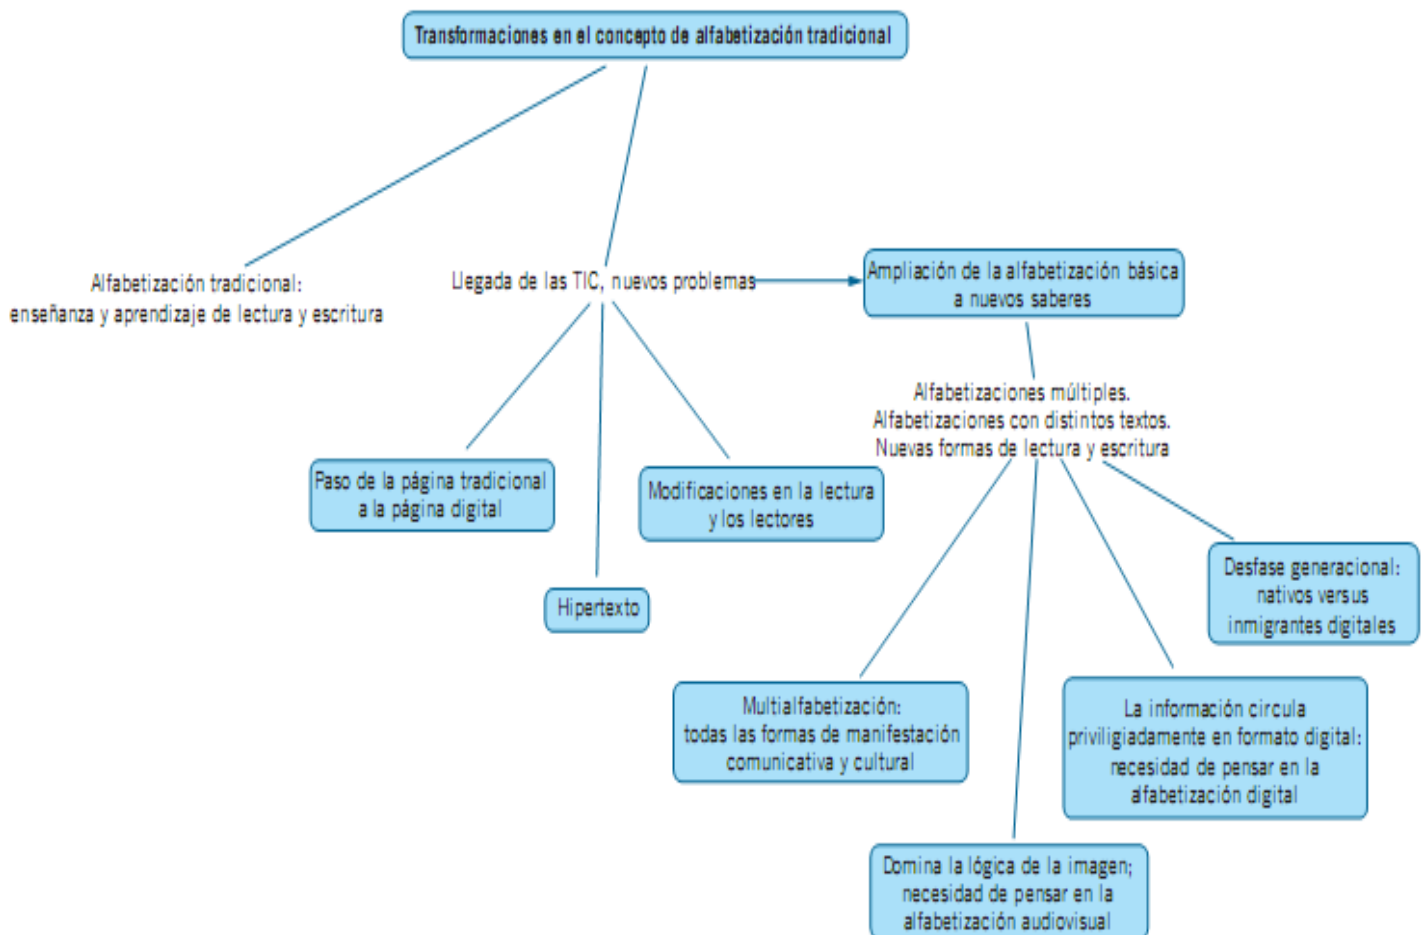 Transformaciones en el concepto de alfabetización tradicional
Alfabetización tradicional:
enseñanza y aprendizaje de lectura y escritura
Llegada de las TIC, nuevos problemas
Ampliación de la alfabetización básica
a nuevos saberes
Alfabetizaciones múltiples.
Alfabetizaciones con distintos textos.
Nuevas formas de lectura y escritura
Paso de la página tradicional
a la página digital
Hipertexto
Modificaciones en la lectura
y los lectores
Multialfabetización:
todas las formas de manifestación
comunicativa y cultural
Domina la lógica de la imagen;
necesidad de pensar en la
alfabetización audiovisual
La información circula
priviligiadamente en formato digital:
necesidad de pensar en la
alfabetización digital
Desfase generacional:
nativos versus
inmigrantes digitales